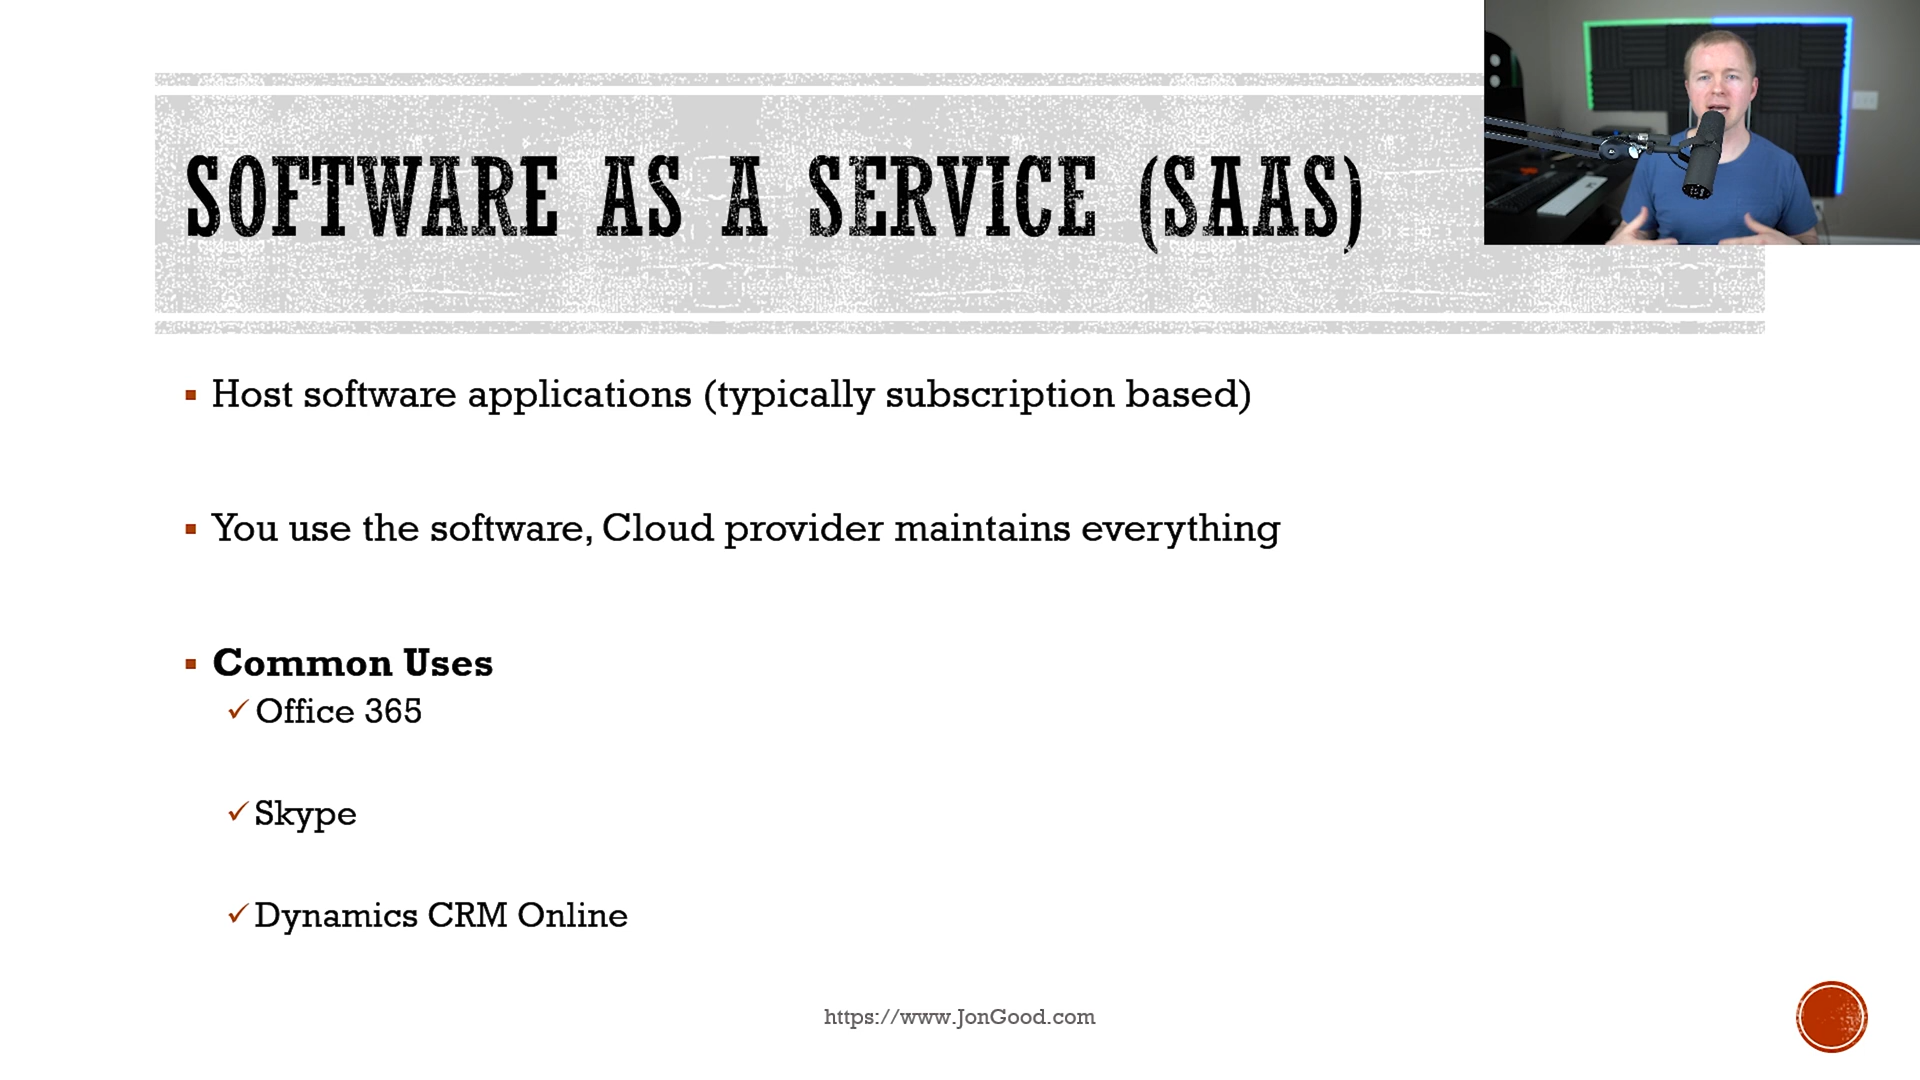 SOFTWARE AS A SERVICE (SAAS)
Host software applications (typically subscription based)
You use the software, Cloud provider maintains everything
Common Uses
Office 365
Skype
Dynamics CRM Online
https://www.JonGood.com